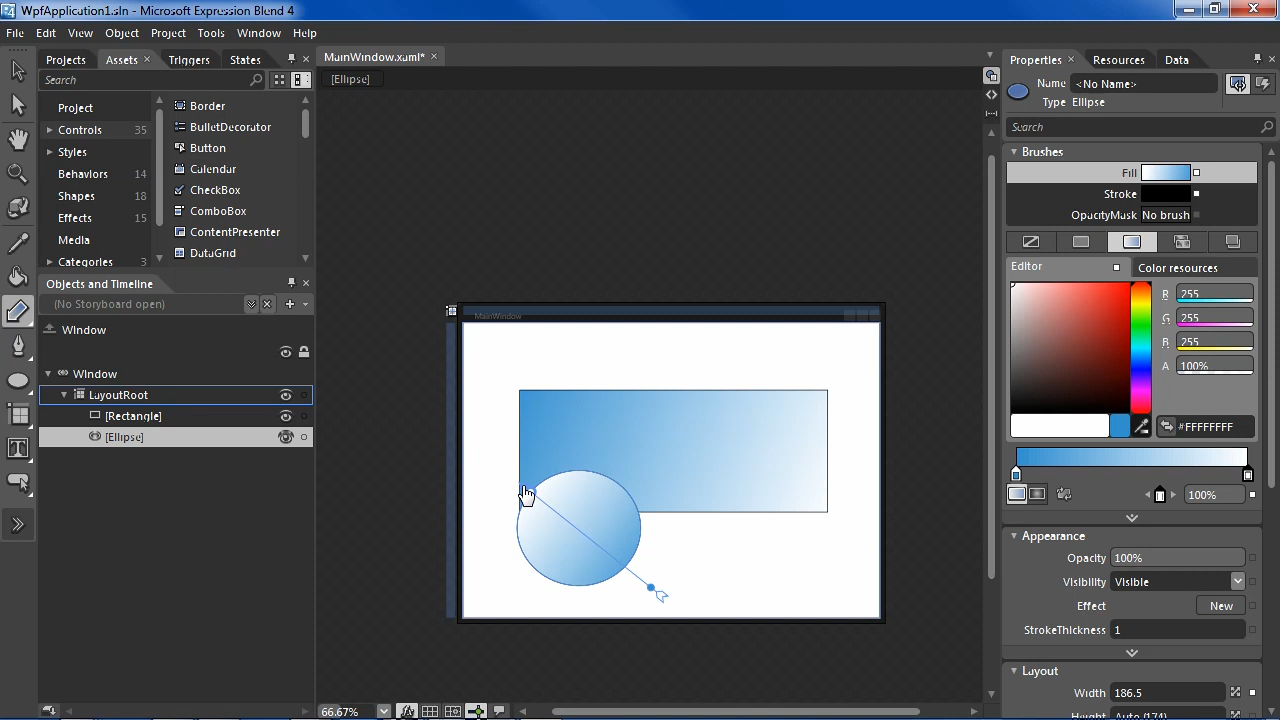 WpfApplication1.sln - Microsoft Expression Blend 4
File Edit View Object Project Tools Window Help
Projects Assets Triggers States
Search
Project
Controls 35
Styles
Behaviors 14
Shapes 18
Effects 15
Media
Categories 3
Border
BulletDecorator
Button
Calendar
CheckBox
ComboBox
ContentPresenter
DataGrid
Objects and Timeline
(No Storyboard open)
Window
Window
LayoutRoot
[Rectangle]
[Ellipse]
MainWindow.xaml*
[Ellipse]
MainWindow
66.67%
Properties Resources Data
Name <No Name>
Type Ellipse
Search
Brushes
Fill
Stroke
OpacityMask No brush
Editor Color resources
R 255
G 255
B 255
A 100%
#FFFFFFFF
100%
Appearance
Opacity 100%
Visibility Visible
Effect New
StrokeThickness 1
Layout
Width 186.5
Height Auto (174)